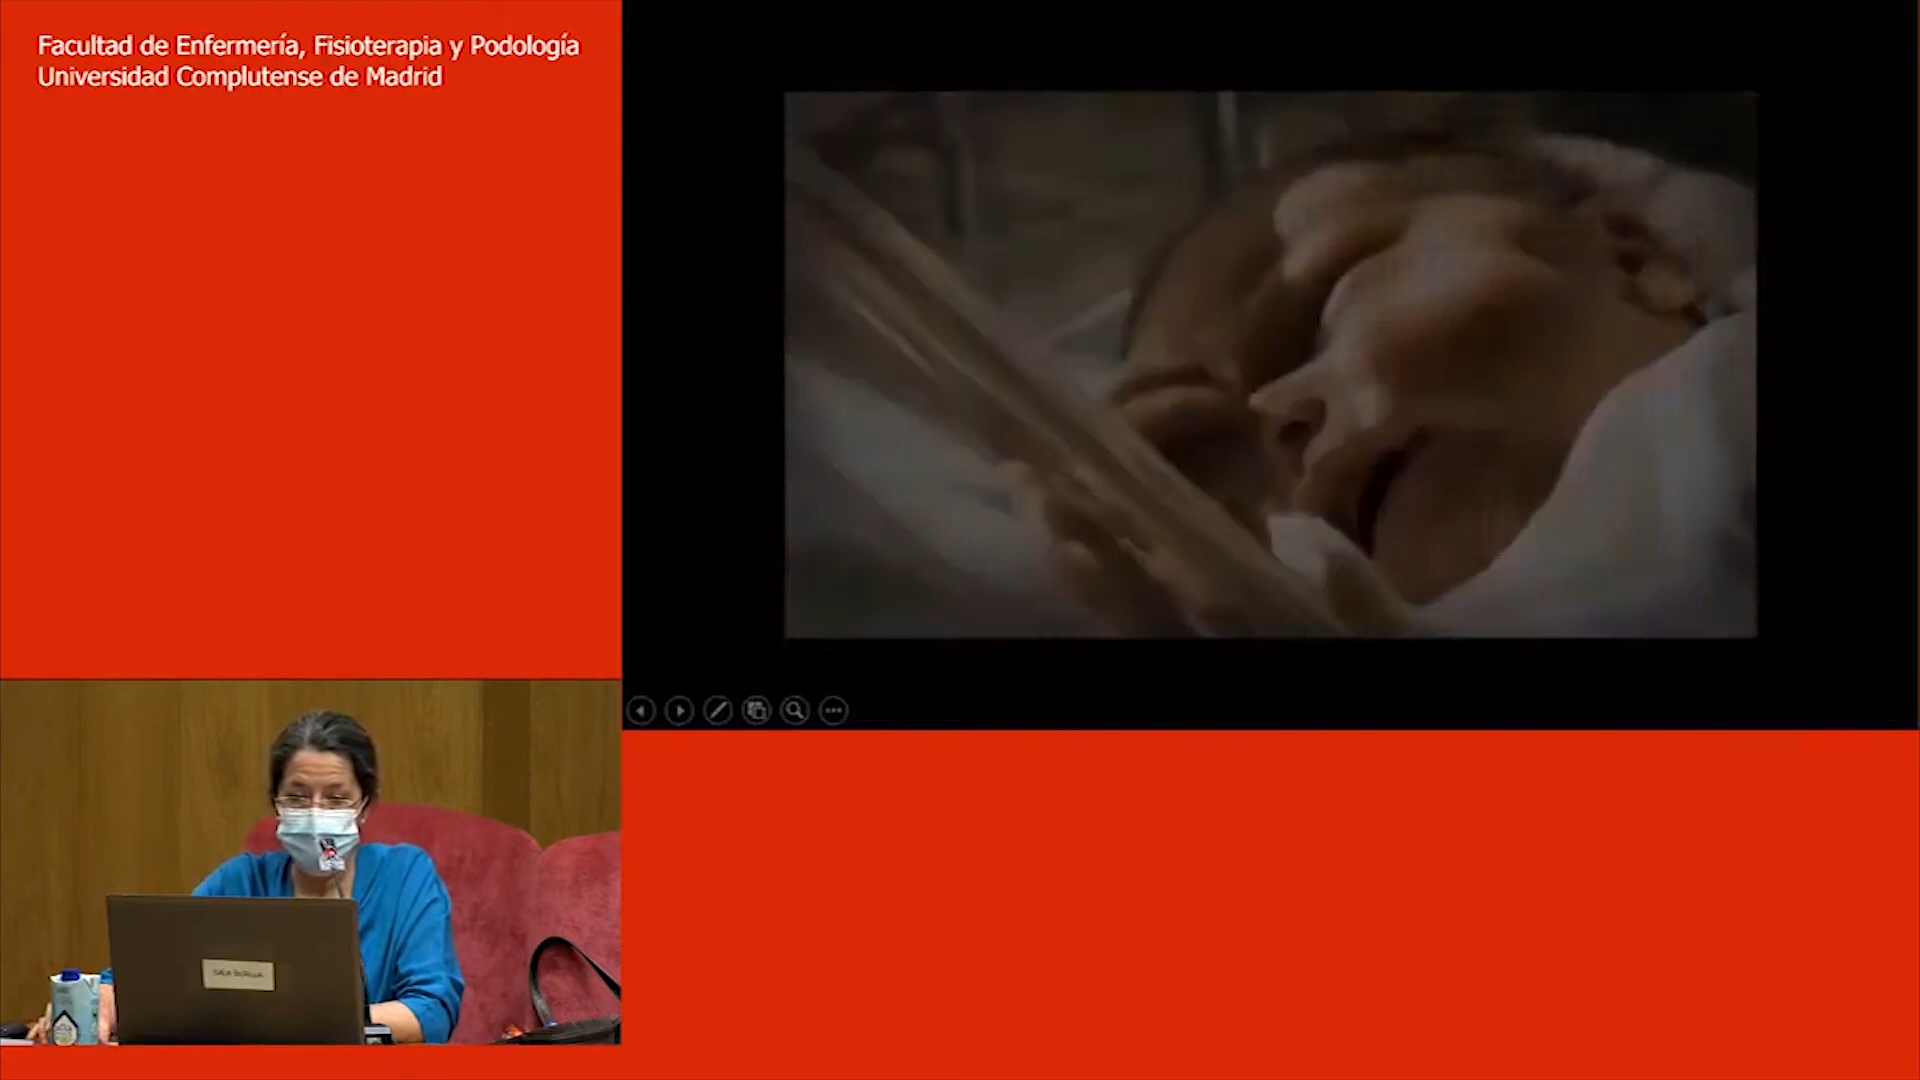 Facultad de Enfermería, Fisioterapia y Podología
Universidad Complutense de Madrid